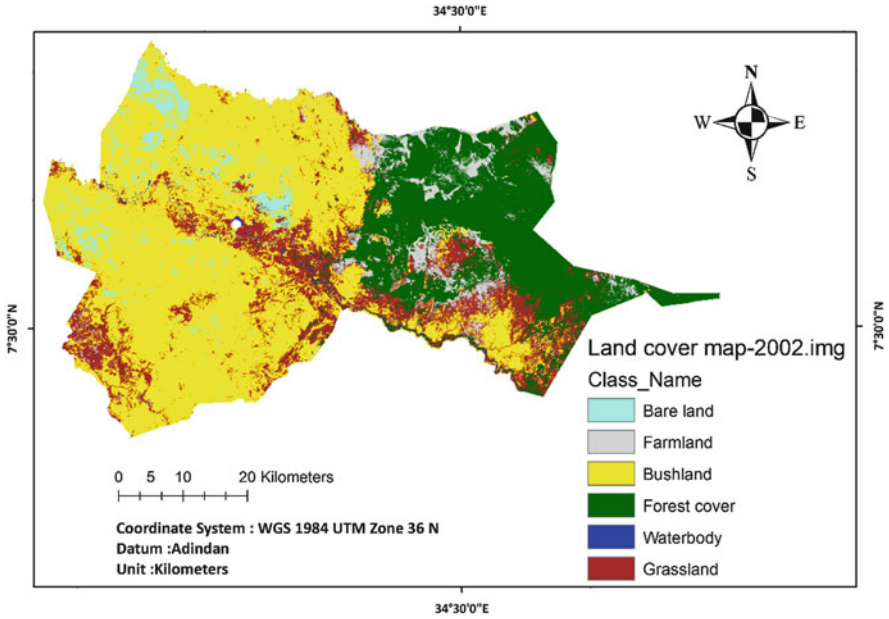 34°30'0"E
N
W E
S
7°30'0"N
7°30'0"N
Land cover map-2002.img
Class_Name
Bare land
Farmland
Bushland
Forest cover
Waterbody
Grassland
0 5 10 20 Kilometers
Coordinate System : WGS 1984 UTM Zone 36 N
Datum :Adindan
Unit :Kilometers
34°30'0"E